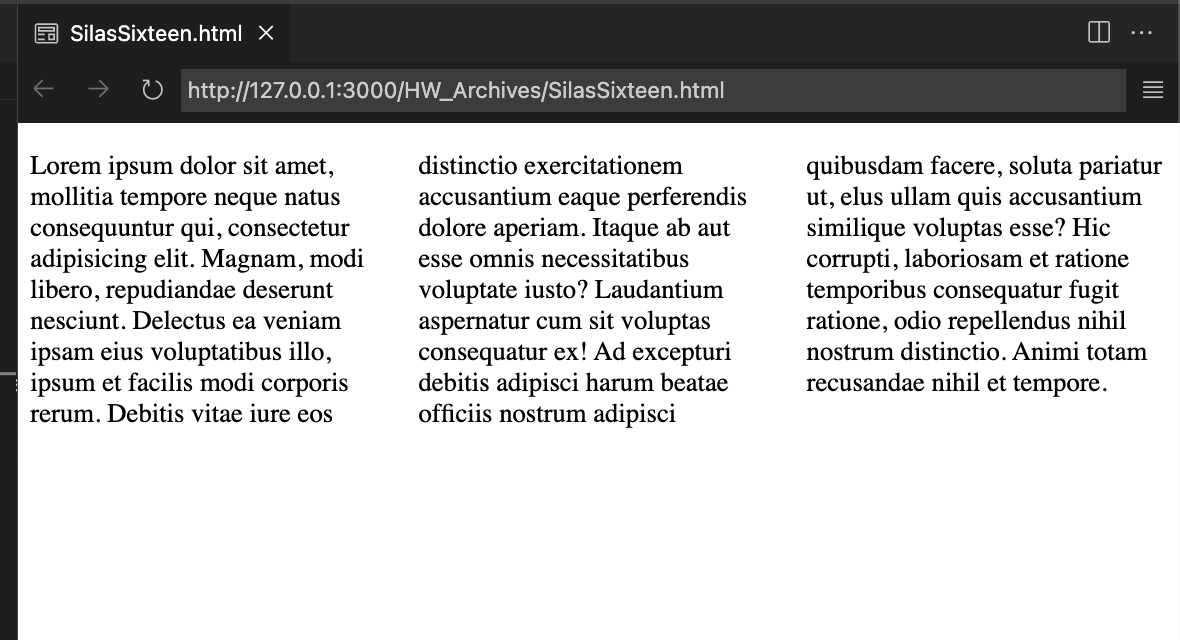 SilasSixteen.html
http://127.0.0.1:3000/HW_Archives/SilasSixteen.html
Lorem ipsum dolor sit amet,
mollitia tempore neque natus
consequuntur qui, consectetur
adipisicing elit. Magnam, modi
libero, repudiandae deserunt
nesciunt. Delectus ea veniam
ipsam eius voluptatibus illo,
ipsum et facilis modi corporis
rerum. Debitis vitae iure eos
distinctio exercitationem
accusantium eaque perferendis
dolore aperiam. Itaque ab aut
esse omnis necessitatibus
voluptate iusto? Laudantium
aspernatur cum sit voluptas
consequatur ex! Ad excepturi
debitis adipisci harum beatae
officiis nostrum adipisci
quibusdam facere, soluta pariatur
ut, elus ullam quis accusantium
similique voluptas esse? Hic
corrupti, laboriosam et ratione
temporibus consequatur fugit
ratione, odio repellendus nihil
nostrum distinctio. Animi totam
recusandae nihil et tempore.